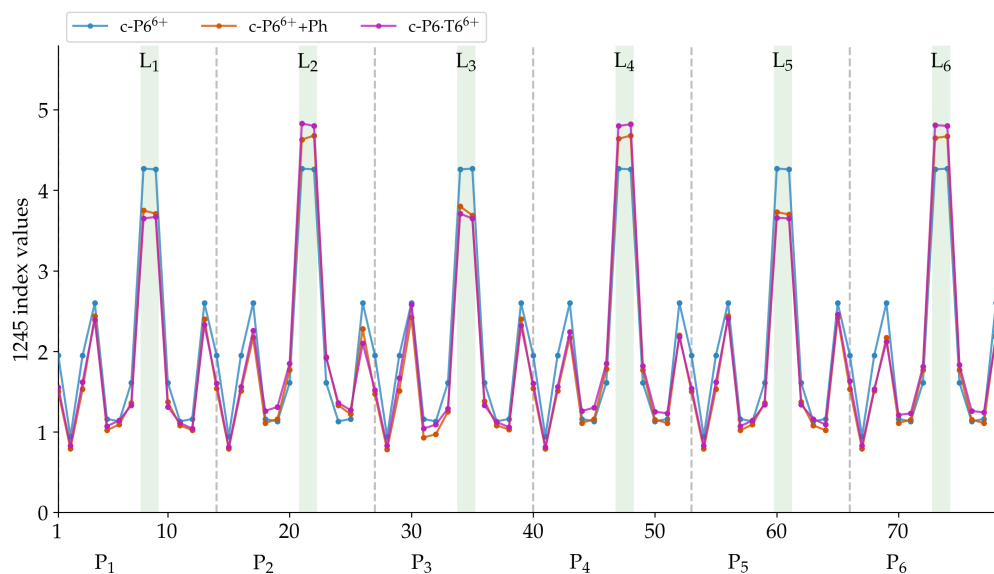 c-P6⁶⁺ c-P6⁶⁺+Ph c-P6·T6⁶⁺
L₁ L₂ L₃ L₄ L₅ L₆
1245 index values
5
4
3
2
1
0
1 10 20 30 40 50 60 70
P₁ P₂ P₃ P₄ P₅ P₆